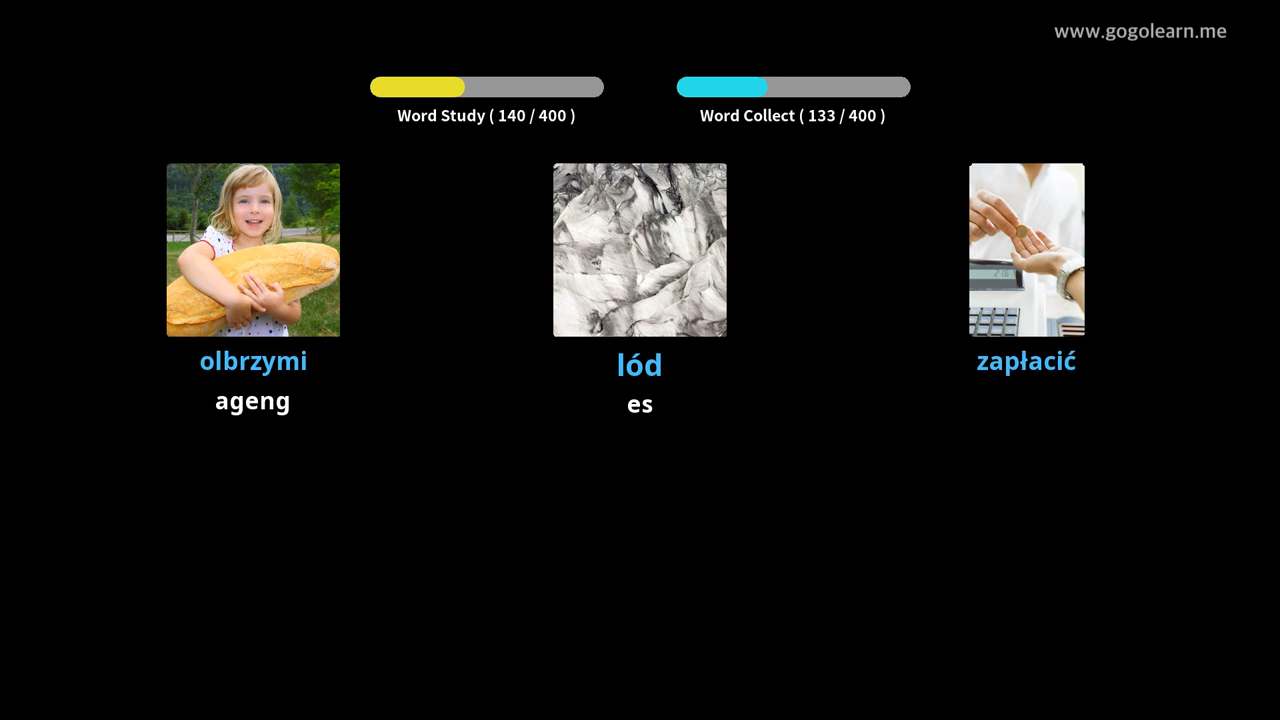 www.gogolearn.me
Word Study ( 140 / 400 )
Word Collect ( 133 / 400 )
olbrzymi
lód
zapłacić
ageng
es